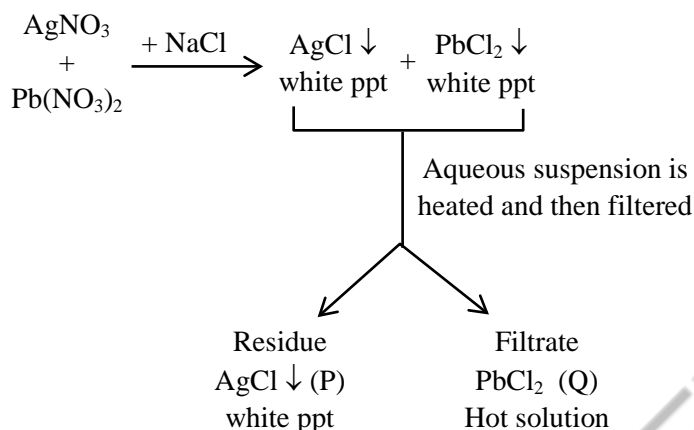 AgNO₃
+
Pb(NO₃)₂
+ NaCl
AgCl ↓ + PbCl₂ ↓
white ppt white ppt
Aqueous suspension is
heated and then filtered
Residue
AgCl ↓ (P)
white ppt
Filtrate
PbCl₂ (Q)
Hot solution